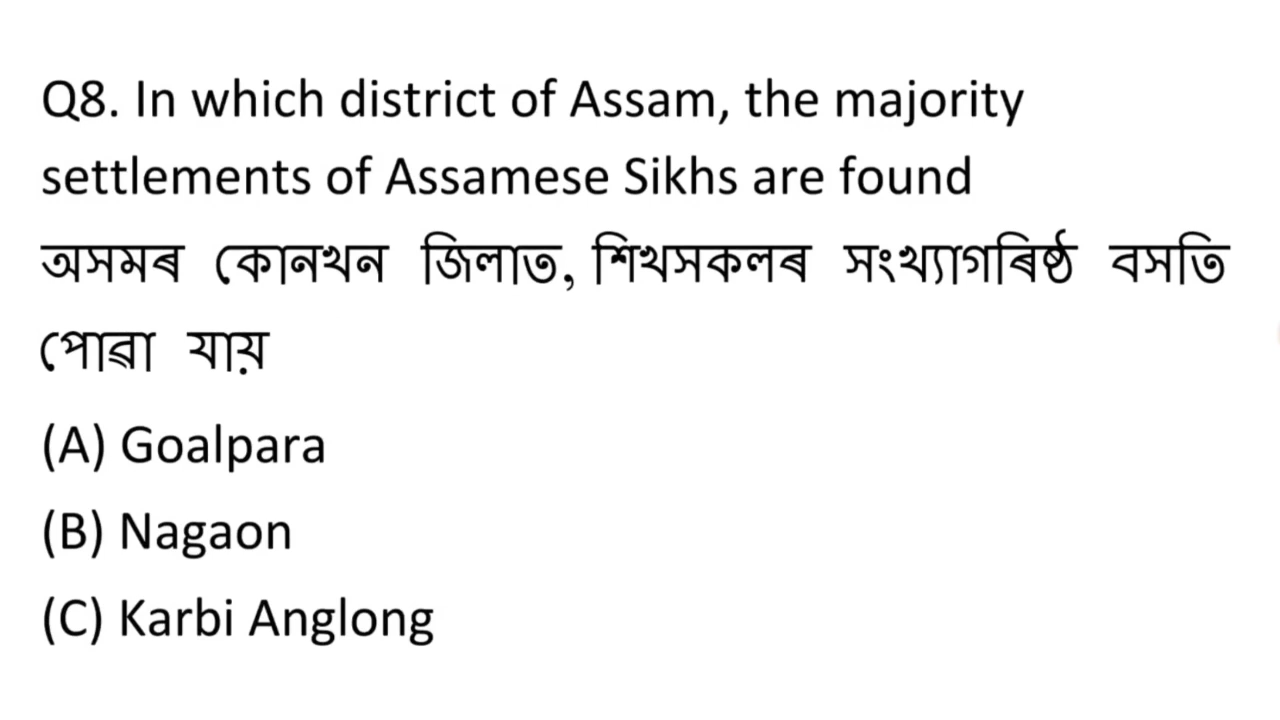 Q8. In which district of Assam, the majority
settlements of Assamese Sikhs are found
অসমৰ কোনখন জিলাত, শিখসকলৰ সংখ্যাগৰিষ্ঠ বসতি
পোৱা যায়
(A) Goalpara
(B) Nagaon
(C) Karbi Anglong